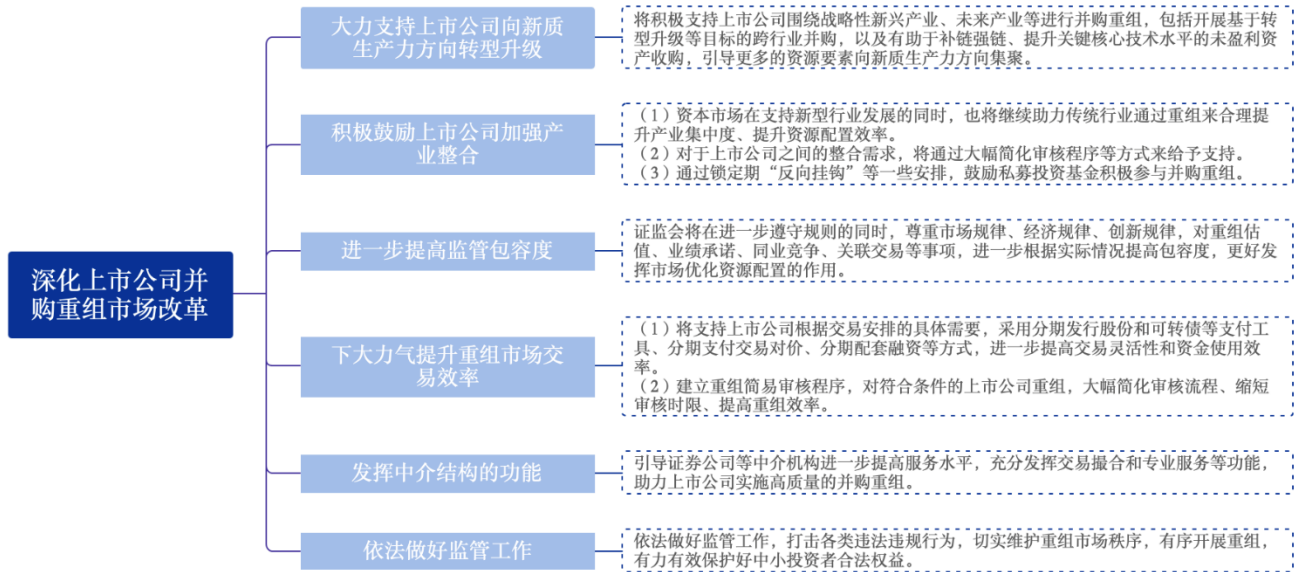 深化上市公司并
购重组市场改革
大力支持上市公司向新质
生产力方向转型升级
将积极支持上市公司围绕战略性新兴产业、未来产业等进行并购重组，包括开展基于转
型升级等目标的跨行业并购，以及有助于补链强链、提升关键核心技术水平的未盈利资
产收购，引导更多的资源要素向新质生产力方向集聚。
积极鼓励上市公司加强产
业整合
（1）资本市场在支持新型行业发展的同时，也将继续助力传统行业通过重组来合理提
升产业集中度、提升资源配置效率。
（2）对于上市公司之间的整合需求，将通过大幅简化审核程序等方式来给予支持。
（3）通过锁定期“反向挂钩”等一些安排，鼓励私募投资基金积极参与并购重组。
进一步提高监管包容度
证监会将在进一步遵守规则的同时，尊重市场规律、经济规律、创新规律，对重组估
值、业绩承诺、同业竞争、关联交易等事项，进一步根据实际情况提高包容度，更好发
挥市场优化资源配置的作用。
下大力气提升重组市场交
易效率
（1）将支持上市公司根据交易安排的具体需要，采用分期发行股份和可转债等支付工
具、分期支付交易对价、分期配套融资等方式，进一步提高交易灵活性和资金使用效
率。
（2）建立重组简易审核程序，对符合条件的上市公司重组，大幅简化审核流程、缩短
审核时限、提高重组效率。
发挥中介结构的功能
引导证券公司等中介机构进一步提高服务水平，充分发挥交易撮合和专业服务等功能，
助力上市公司实施高质量的并购重组。
依法做好监管工作
依法做好监管工作，打击各类违法违规行为，切实维护重组市场秩序，有序开展重组，
有力有效保护好中小投资者合法权益。